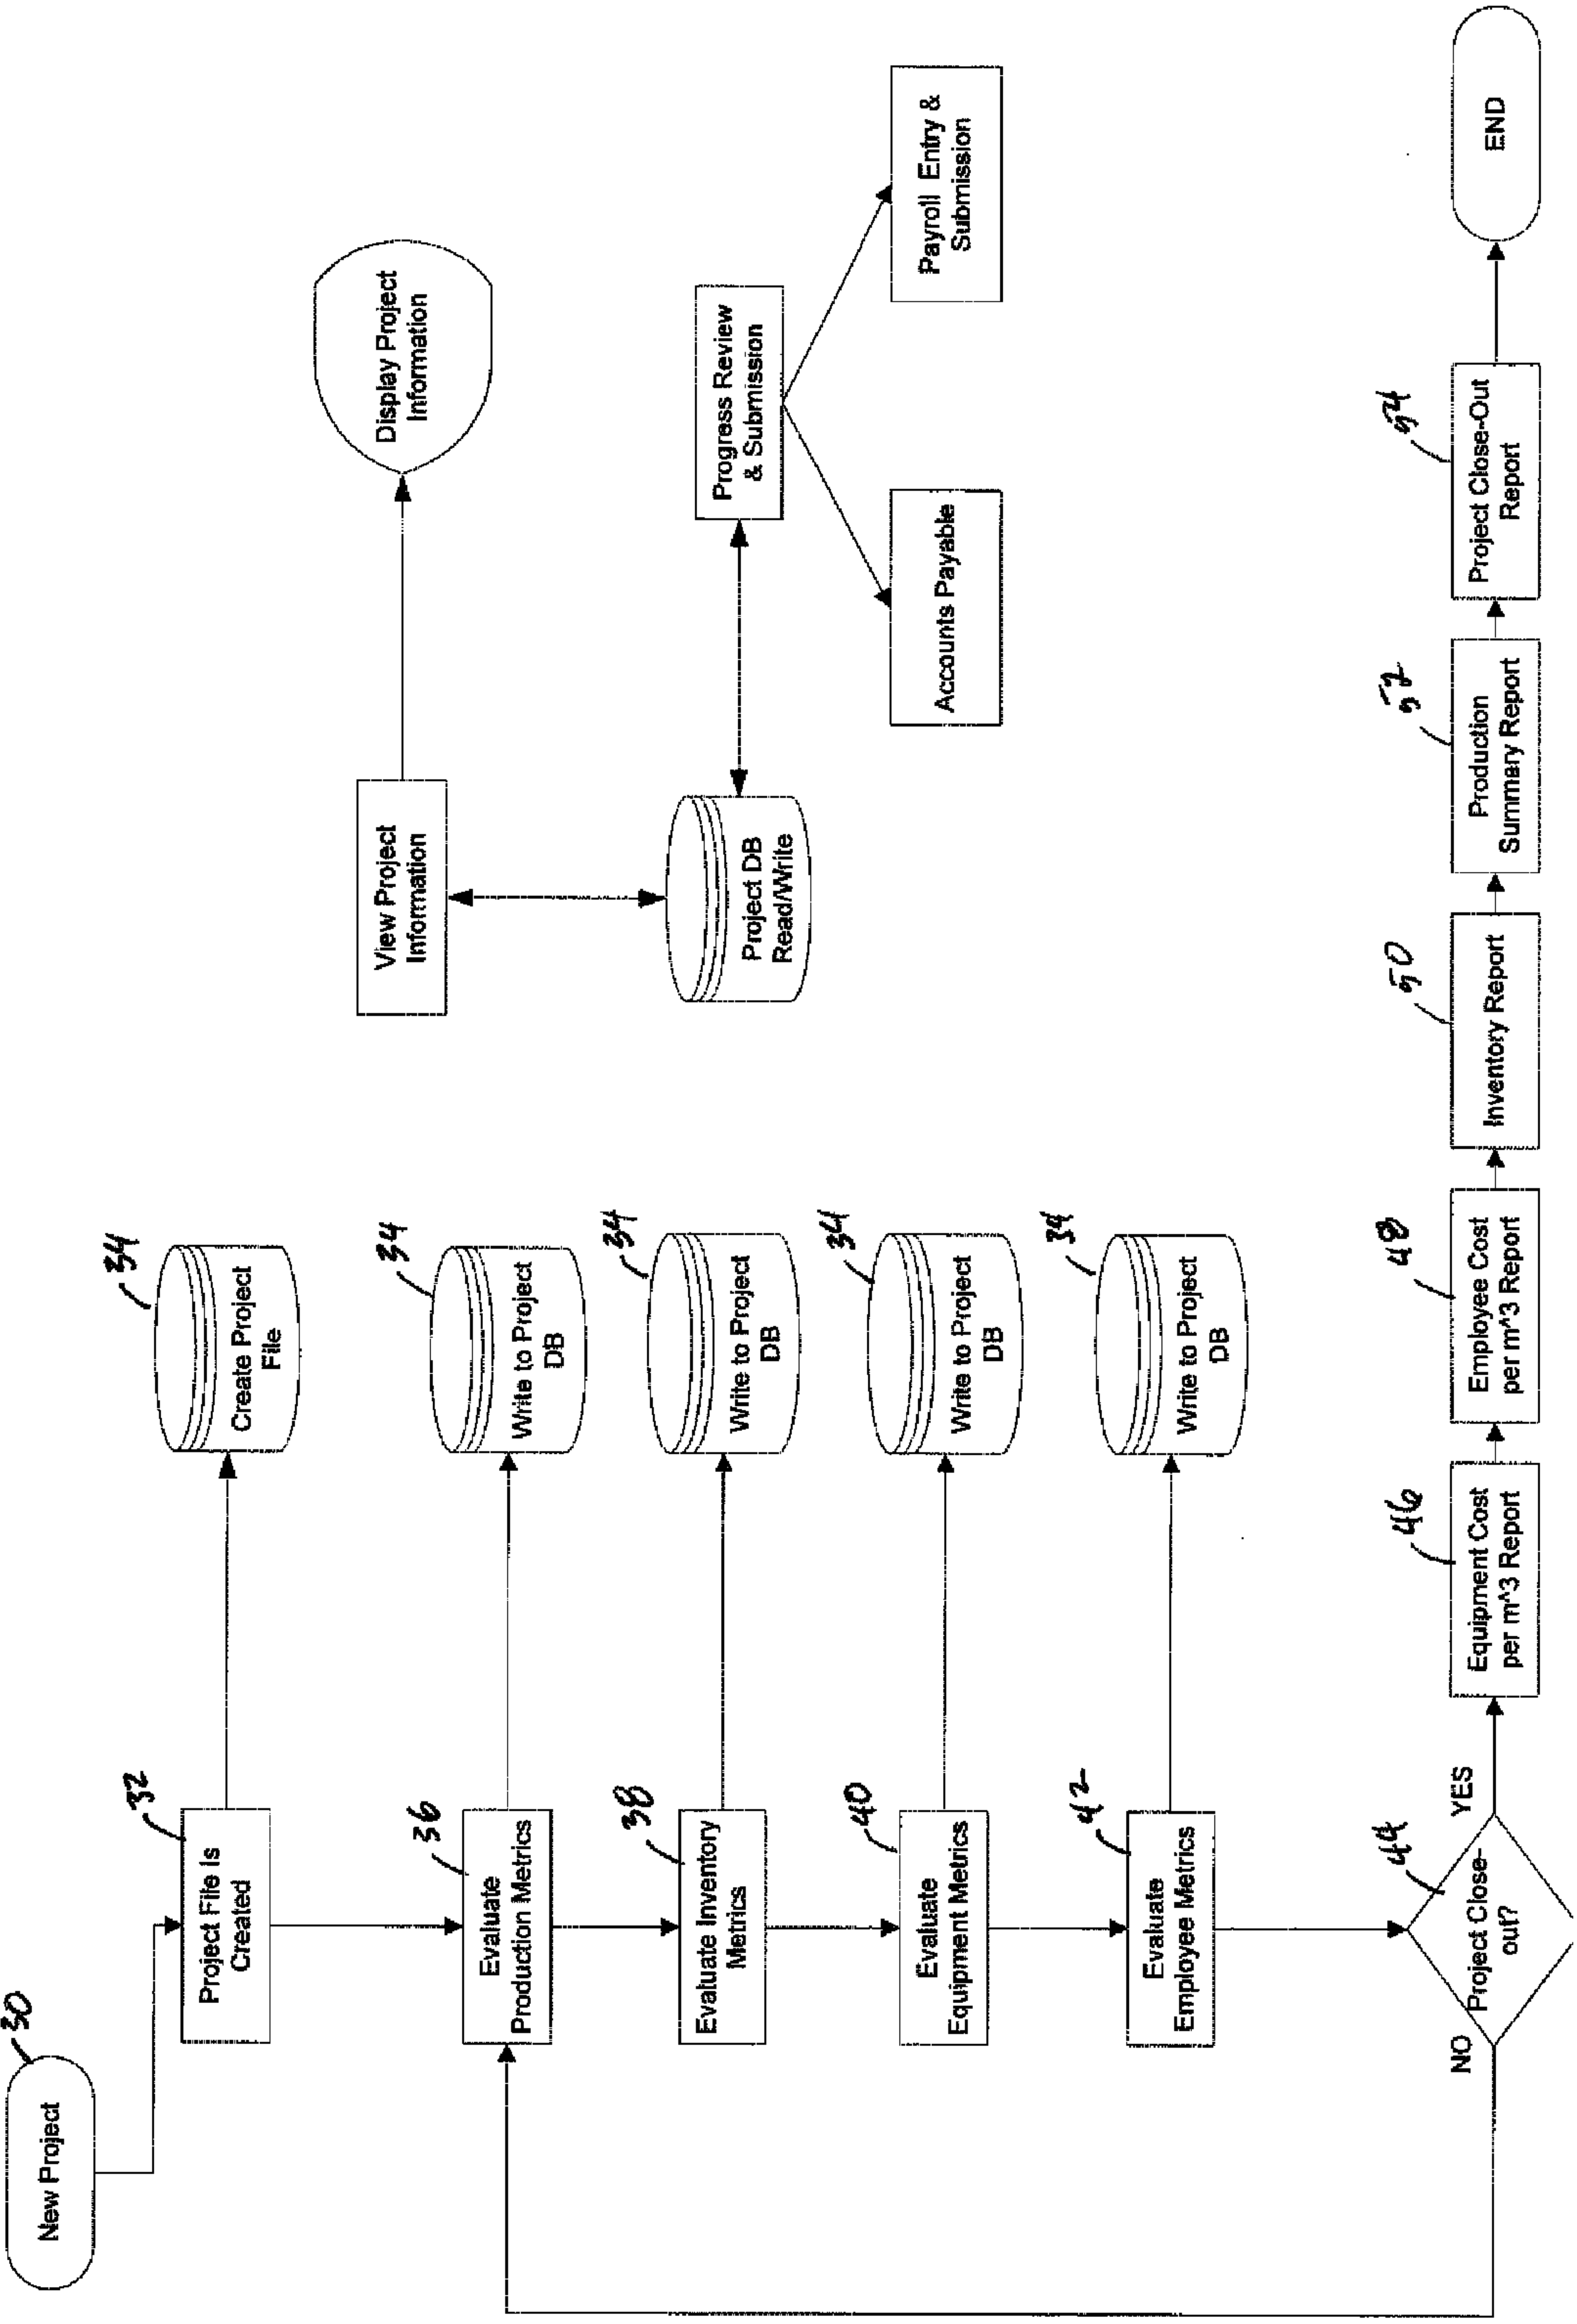 30
New Project
32
Project File Is
Created
34
Create Project
File
36
Evaluate
Production Metrics
34
Write to Project
DB
38
Evaluate Inventory
Metrics
34
Write to Project
DB
40
Evaluate
Equipment Metrics
34
Write to Project
DB
42
Evaluate
Employee Metrics
34
Write to Project
DB
44
Project Close-
out?
NO
YES
46
Equipment Cost
per m^3 Report
48
Employee Cost
per m^3 Report
50
Inventory Report
52
Production
Summary Report
54
Project Close-Out
Report
END
View Project
Information
Display Project
Information
Project DB
Read/Write
Progress Review
& Submission
Accounts Payable
Payroll Entry &
Submission